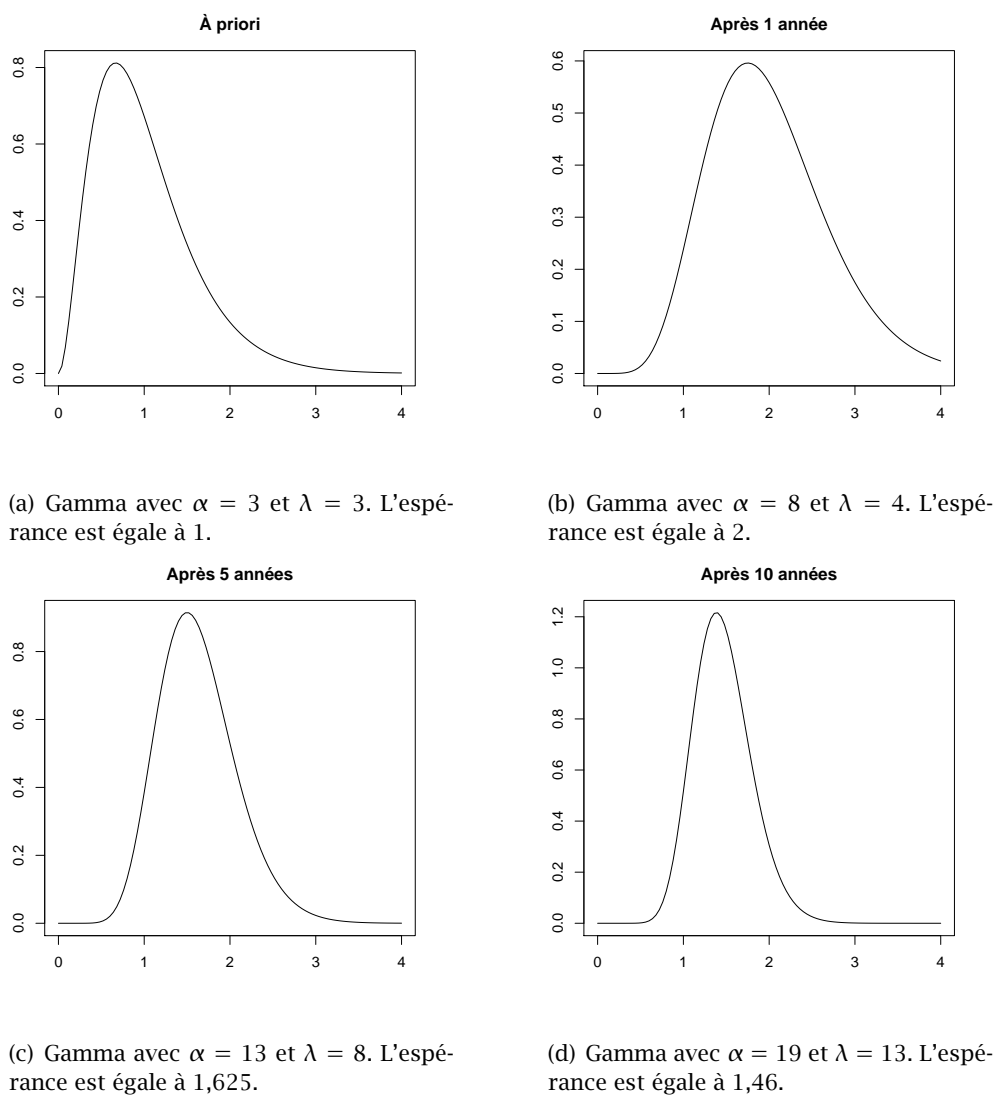 À priori
0.0 0.2 0.4 0.6 0.8
0 1 2 3 4
Après 1 année
0.0 0.1 0.2 0.3 0.4 0.5 0.6
0 1 2 3 4
(a) Gamma avec α = 3 et λ = 3. L'espé-
rance est égale à 1.
(b) Gamma avec α = 8 et λ = 4. L'espé-
rance est égale à 2.
Après 5 années
0.0 0.2 0.4 0.6 0.8
0 1 2 3 4
Après 10 années
0.0 0.2 0.4 0.6 0.8 1.0 1.2
0 1 2 3 4
(c) Gamma avec α = 13 et λ = 8. L'espé-
rance est égale à 1,625.
(d) Gamma avec α = 19 et λ = 13. L'espé-
rance est égale à 1,46.